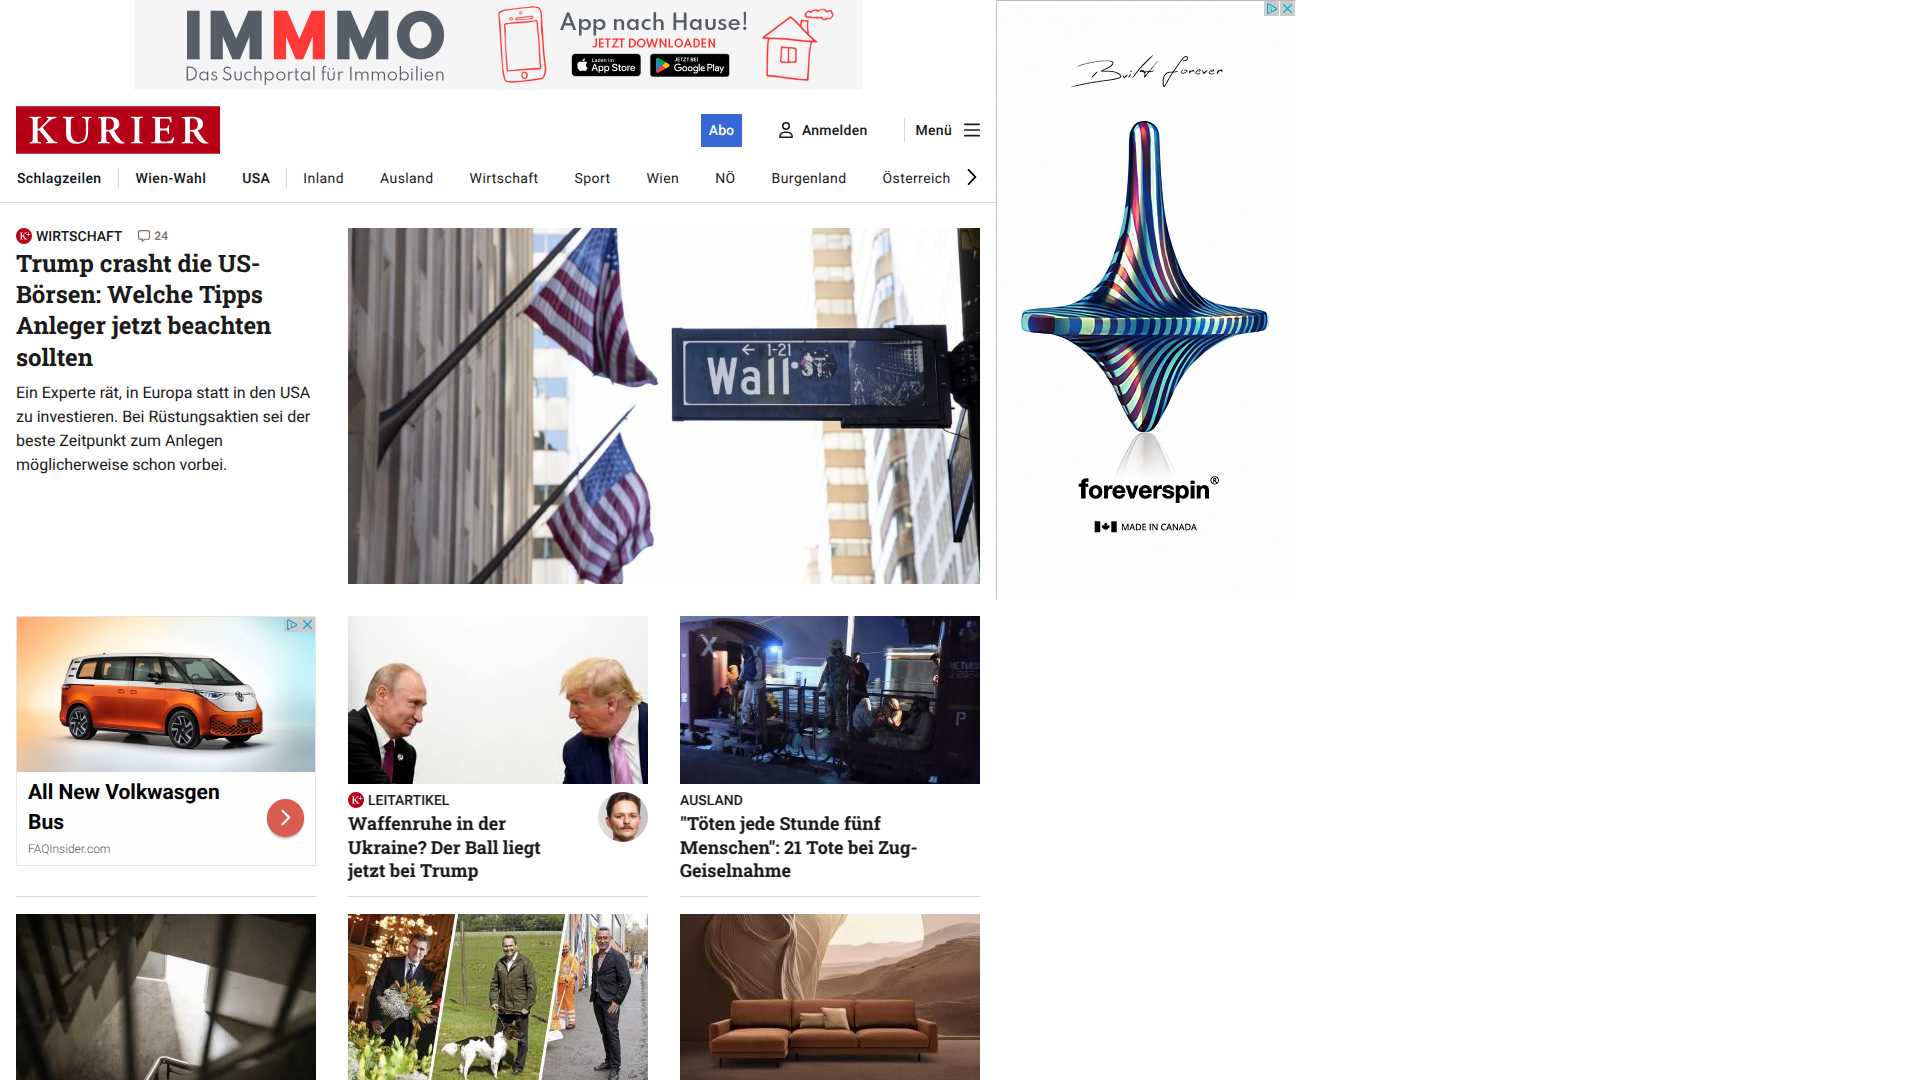 IMMMO
Das Suchportal für Immobilien
App nach Hause!
JETZT DOWNLOADEN
Laden im
App Store
JETZT BEI
Google Play
KURIER
Abo
Anmelden
Menü
Schlagzeilen
Wien-Wahl
USA
Inland
Ausland
Wirtschaft
Sport
Wien
NÖ
Burgenland
Österreich
K+ WIRTSCHAFT 24
Trump crasht die US-
Börsen: Welche Tipps
Anleger jetzt beachten
sollten
Ein Experte rät, in Europa statt in den USA
zu investieren. Bei Rüstungsaktien sei der
beste Zeitpunkt zum Anlegen
möglicherweise schon vorbei.
← 1-21
Wall ST
Built forever
foreverspin®
MADE IN CANADA
All New Volkwasgen
Bus
FAQInsider.com
K+ LEITARTIKEL
Waffenruhe in der
Ukraine? Der Ball liegt
jetzt bei Trump
X
P
AUSLAND
"Töten jede Stunde fünf
Menschen": 21 Tote bei Zug-
Geiselnahme